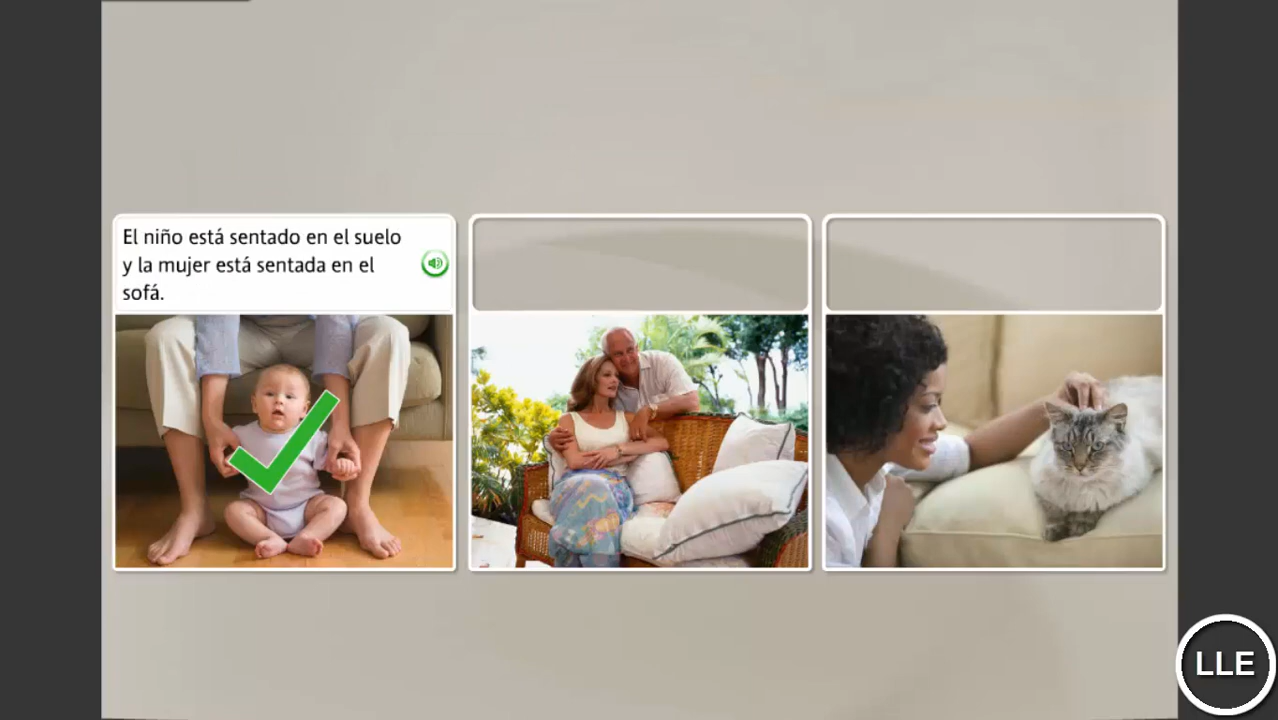 El niño está sentado en el suelo
y la mujer está sentada en el
sofá.
LLE